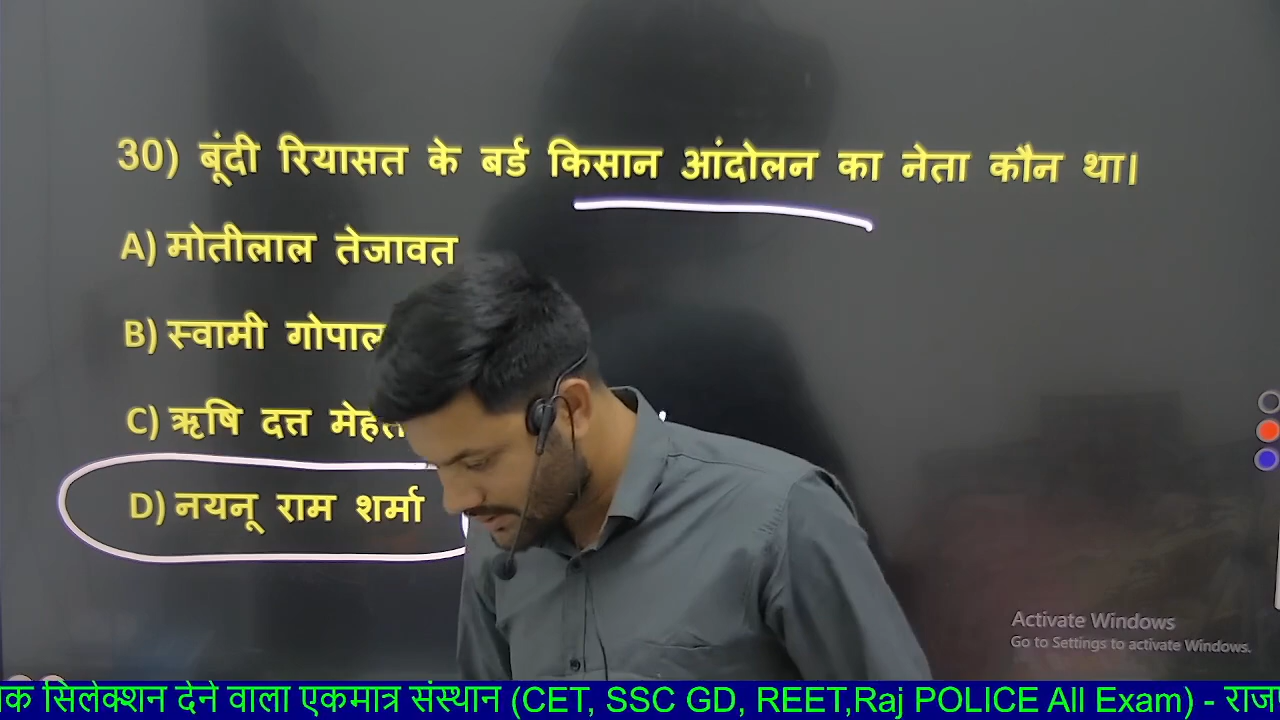 30) बूंदी रियासत के बर्ड किसान आंदोलन का नेता कौन था।
A) मोतीलाल तेजावत
B) स्वामी गोपाल
C) ऋषि दत्त
D) नयनू राम शर्मा
Activate Windows
Go to Settings to activate Windows.
सिलेक्शन देने वाला एकमात्र संस्थान (CET, SSC GD, REET,Raj POLICE All Exam) -